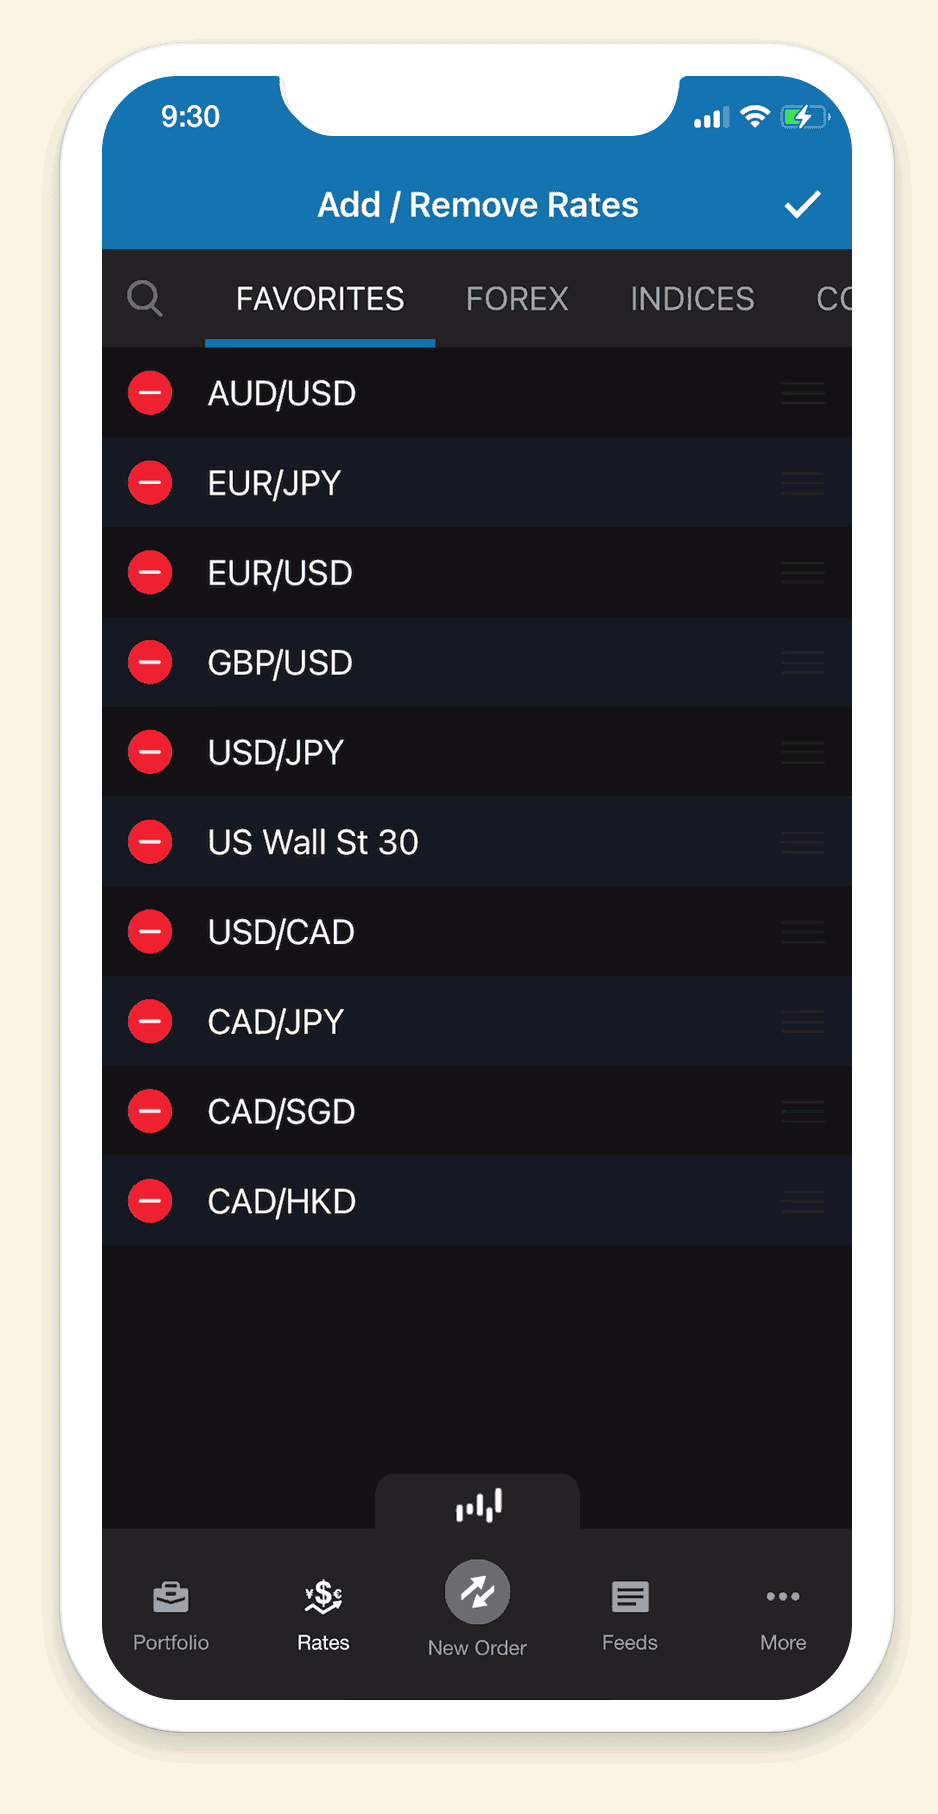 9:30
Add / Remove Rates
FAVORITES FOREX INDICES
AUD/USD
EUR/JPY
EUR/USD
GBP/USD
USD/JPY
US Wall St 30
USD/CAD
CAD/JPY
CAD/SGD
CAD/HKD
Portfolio Rates New Order Feeds More